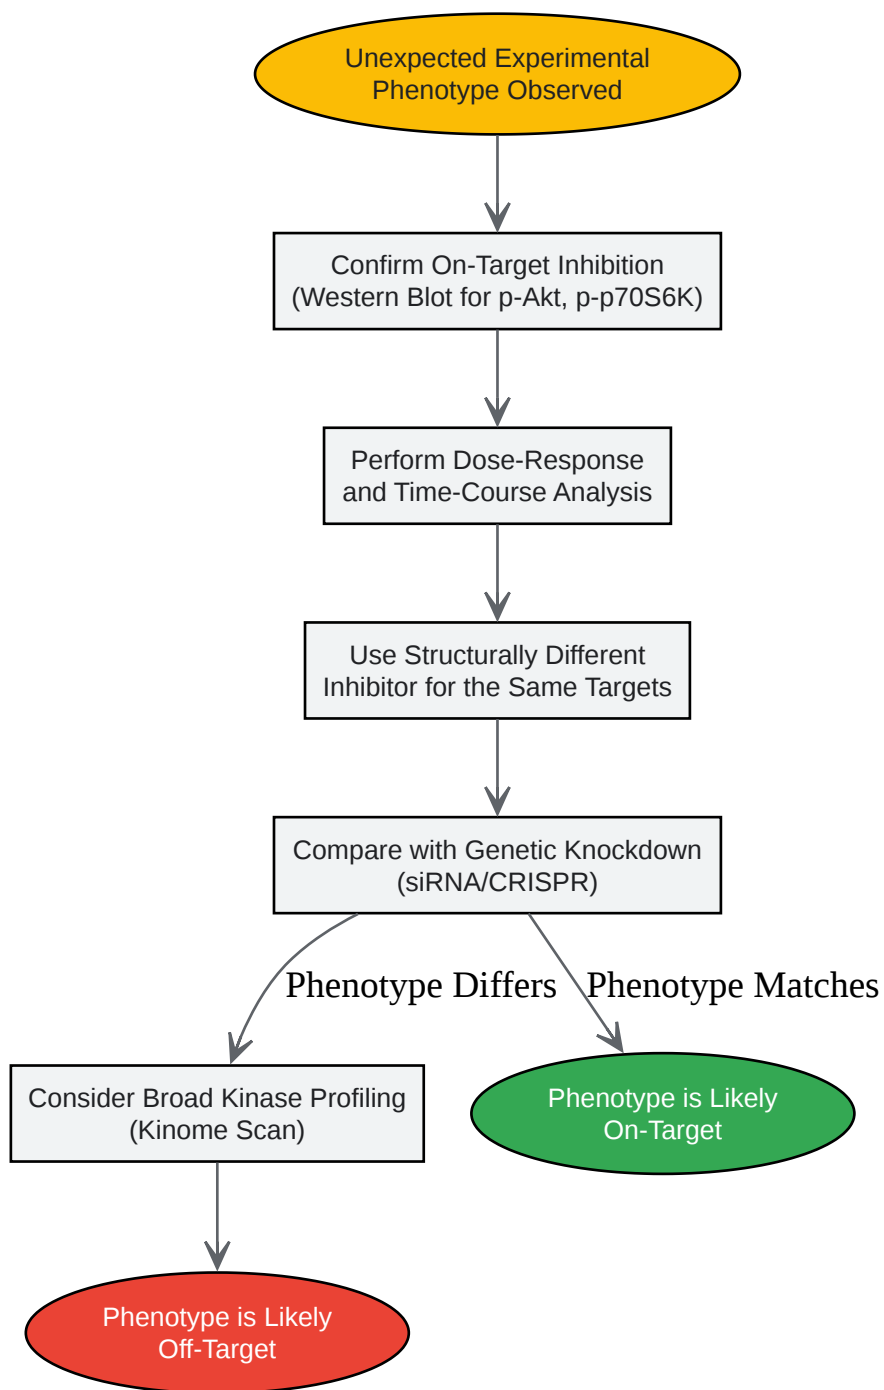 Unexpected Experimental
Phenotype Observed
Confirm On-Target Inhibition
(Western Blot for p-Akt, p-p70S6K)
Perform Dose-Response
and Time-Course Analysis
Use Structurally Different
Inhibitor for the Same Targets
Compare with Genetic Knockdown
(siRNA/CRISPR)
Phenotype Differs
Phenotype Matches
Consider Broad Kinase Profiling
(Kinome Scan)
Phenotype is Likely
On-Target
Phenotype is Likely
Off-Target